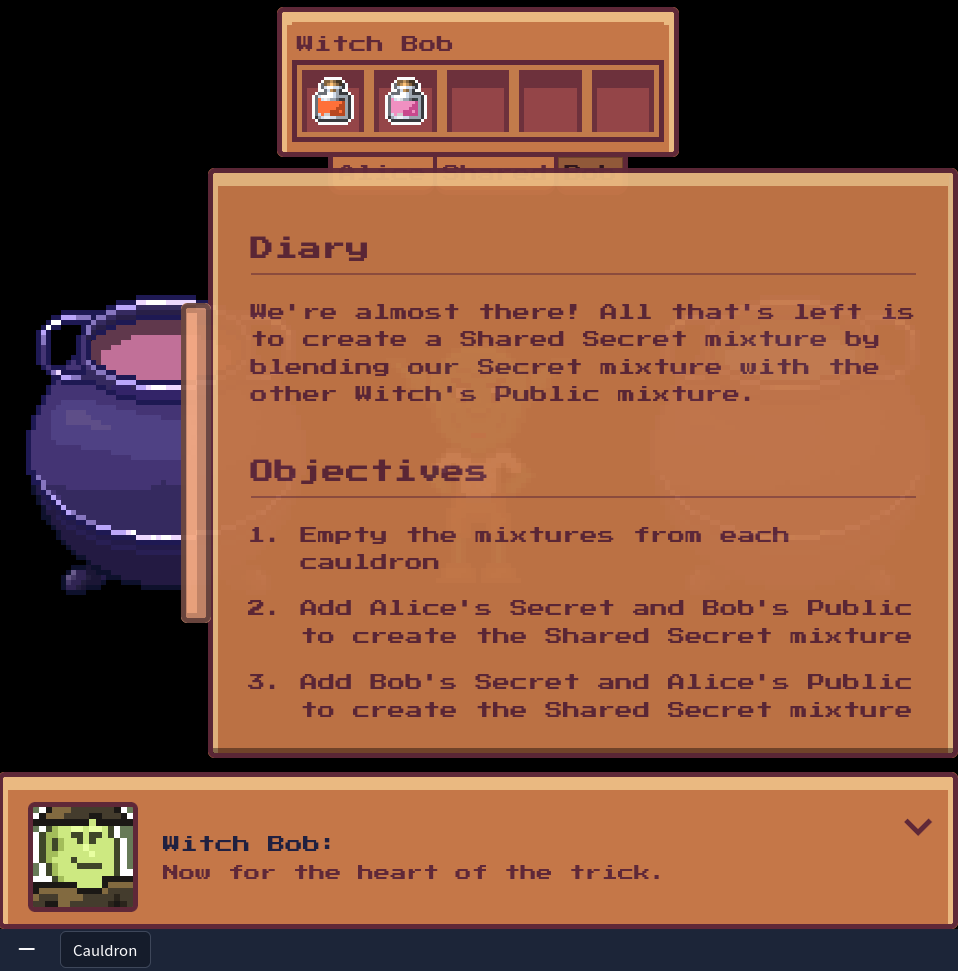 Witch Bob
Alice Shared Bob
Diary
We're almost there! All that's left is
to create a Shared Secret mixture by
blending our Secret mixture with the
other Witch's Public mixture.
Objectives
1. Empty the mixtures from each
cauldron
2. Add Alice's Secret and Bob's Public
to create the Shared Secret mixture
3. Add Bob's Secret and Alice's Public
to create the Shared Secret mixture
Witch Bob:
Now for the heart of the trick.
Cauldron